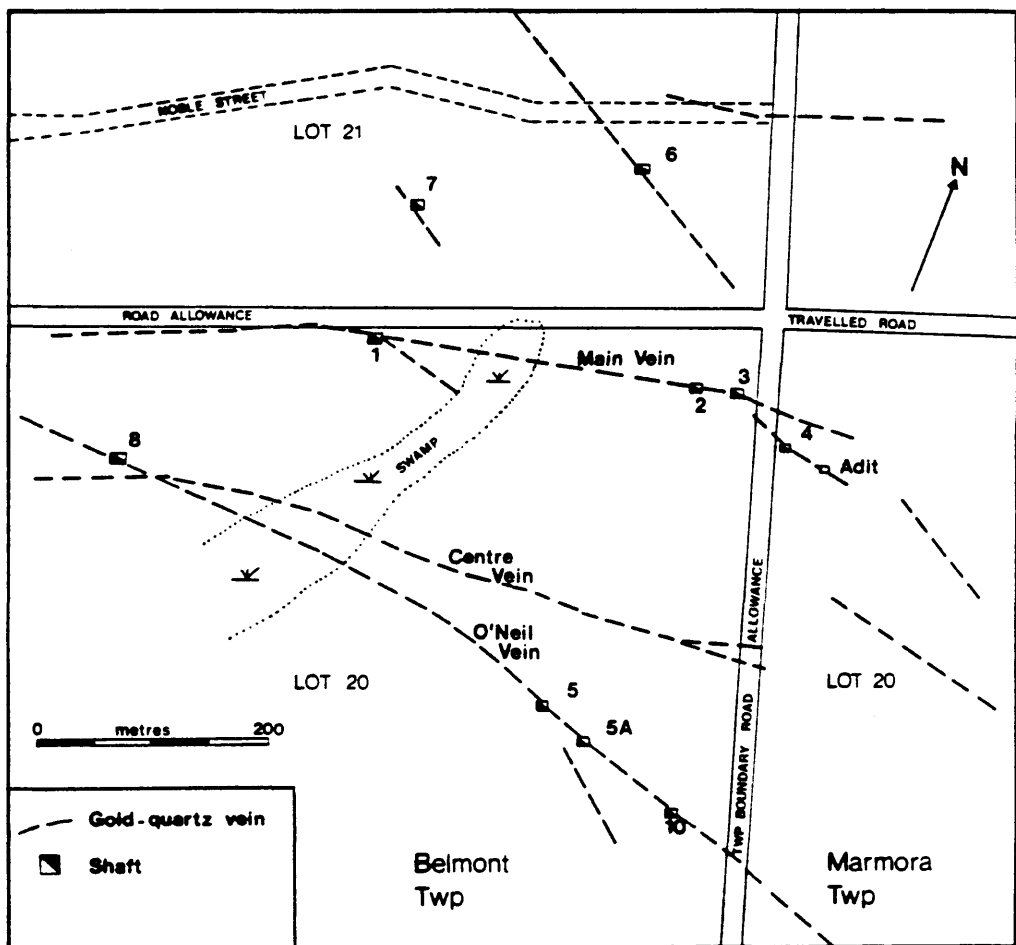 NOBLE STREET
LOT 21
6
7
N
ROAD ALLOWANCE
TRAVELLED ROAD
1
Main Vein
2
3
4
Adit
8
SWAMP
Centre
Vein
ALLOWANCE
O'Neil
Vein
LOT 20
LOT 20
5
5A
0 metres 200
TWP BOUNDARY ROAD
10
Gold-quartz vein
Shaft
Belmont
Twp
Marmora
Twp